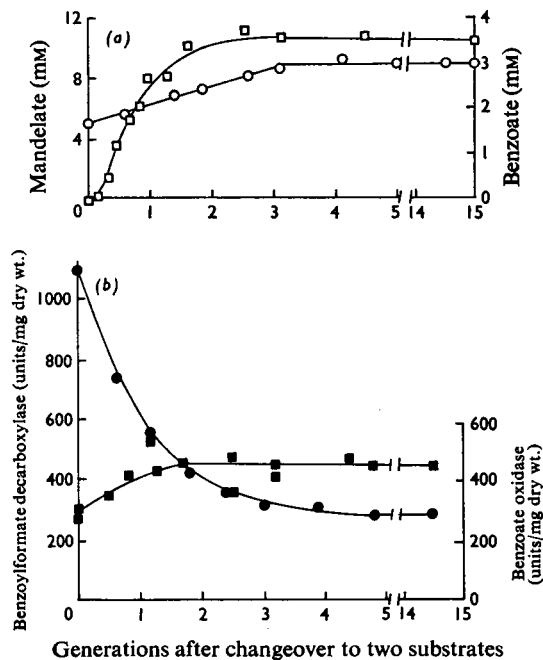 12
8
4
Mandelate (mM)
(a)
4
3
2
1
0
Benzoate (mM)
0 1 2 3 4 5 14 15
1000
800
600
400
200
Benzoylformate decarboxylase (units/mg dry wt.)
(b)
600
400
200
0
Benzoate oxidase
(units/mg dry wt.)
0 1 2 3 4 5 14 15
Generations after changeover to two substrates